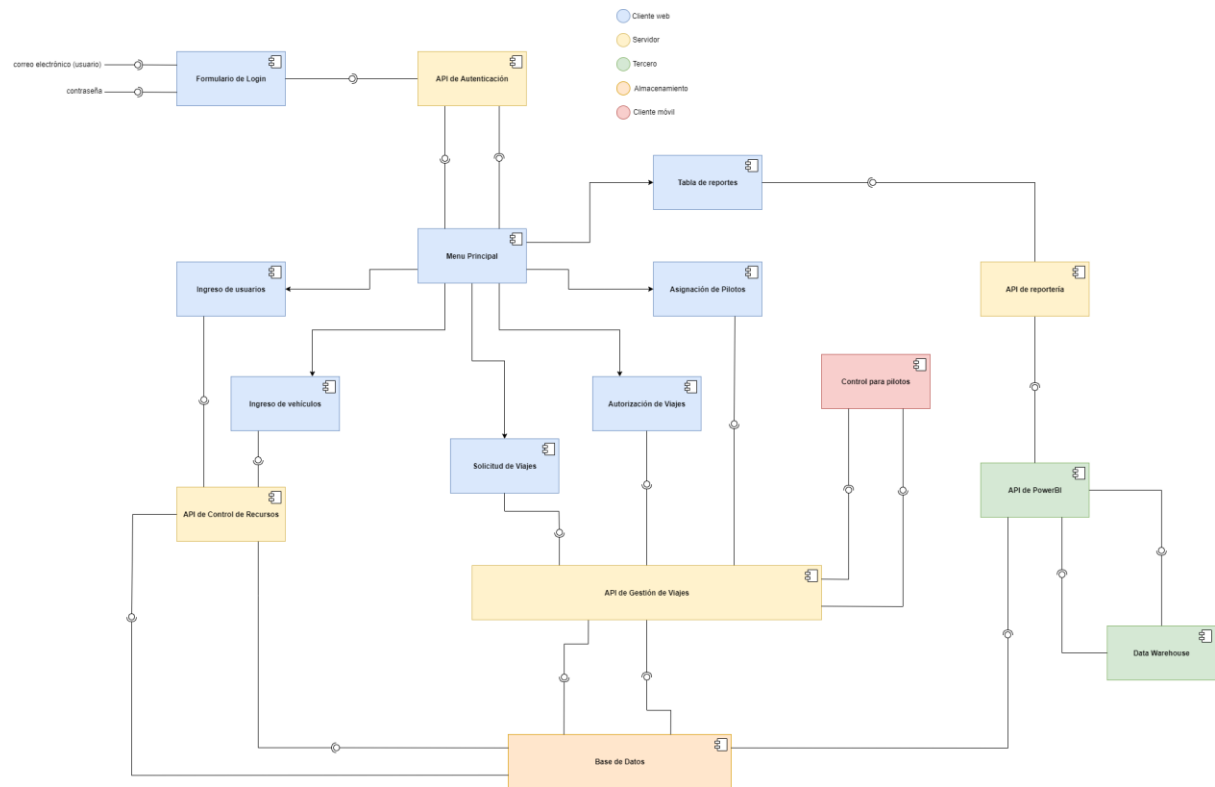 Cliente web
Servidor
Tercero
Almacenamiento
Cliente móvil
correo electrónico (usuario)
contraseña
Formulario de Login
API de Autenticación
Tabla de reportes
Menu Principal
Ingreso de usuarios
Asignación de Pilotos
API de reportería
Control para pilotos
Ingreso de vehículos
Autorización de Viajes
Solicitud de Viajes
API de PowerBI
API de Control de Recursos
API de Gestión de Viajes
Data Warehouse
Base de Datos